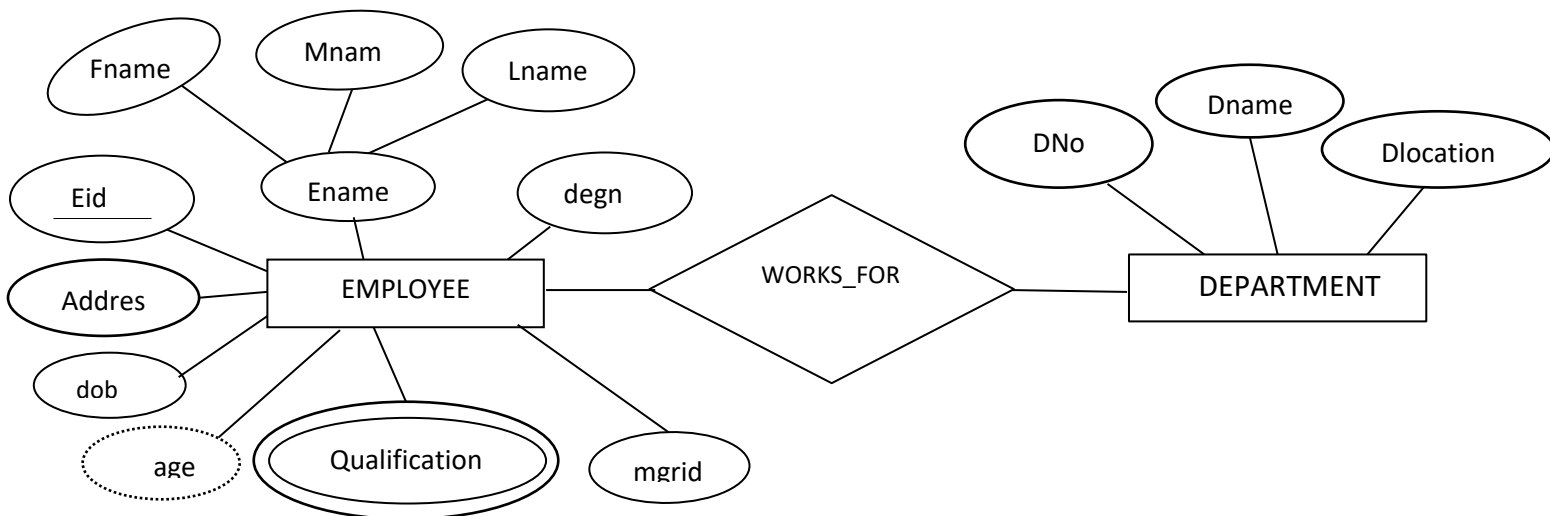 Fname
Mnam
Lname
Dname
DNo
Dlocation
Eid
Ename
degn
WORKS_FOR
EMPLOYEE
DEPARTMENT
Addres
dob
age
Qualification
mgrid